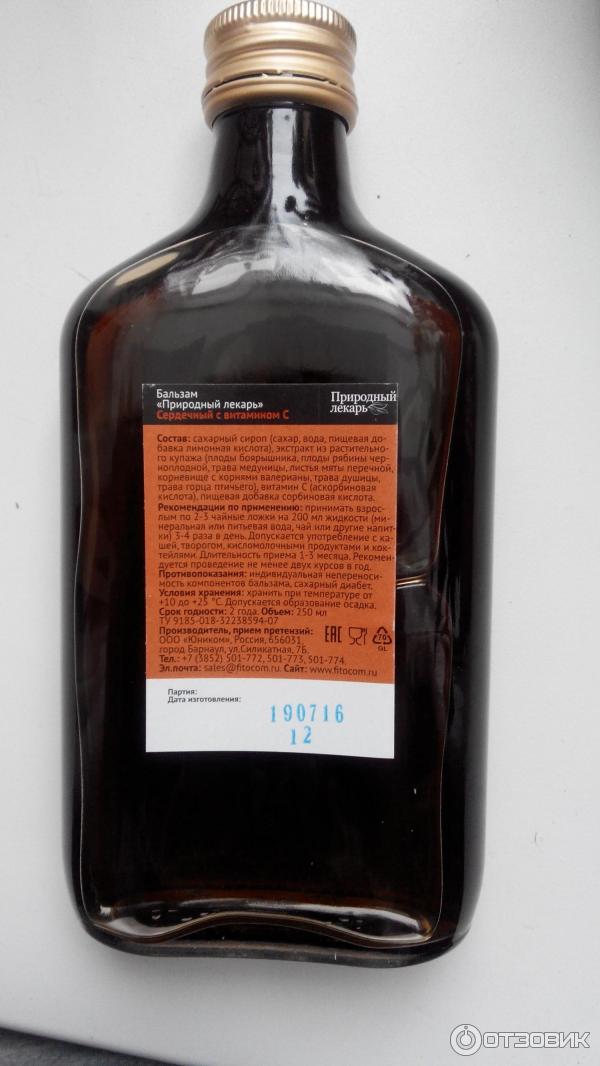 Бальзам
«Природный лекарь»
Сердечный с витамином С
Природный
лекарь
Состав: сахарный сироп (сахар, вода, пищевая до-
бавка лимонная кислота), экстракт из растительно-
го купажа (плоды боярышника, плоды рябины чер-
ноплодной, трава медуницы, листья мяты перечной,
корневище с корнями валерианы, трава душицы,
трава горца птичьего), витамин С (аскорбиновая
кислота), пищевая добавка сорбиновая кислота.
Рекомендации по применению: принимать взрос-
лым по 2-3 чайные ложки на 200 мл жидкости (ми-
неральная или питьевая вода, чай или другие напит-
ки) 3-4 раза в день. Допускается употребление с ка-
шей, творогом, кисломолочными продуктами и кок-
тейлями. Длительность приема 1-3 месяца. Рекомен-
дуется проведение не менее двух курсов в год.
Противопоказания: индивидуальная непереноси-
мость компонентов бальзама, сахарный диабет.
Условия хранения: хранить при температуре от
+10 до +25 °С. Допускается образование осадка.
Срок годности: 2 года. Объем: 250 мл
ТУ 9185-018-32238594-07
Производитель, прием претензий:
ООО «Юником», Россия, 656031,
город Барнаул, ул.Силикатная, 7Б.
Тел.: +7 (3852) 501-772, 501-773, 501-774.
Эл.почта: sales@fitocom.ru Сайт: www.fitocom.ru
EAC
70
GL
Партия:
Дата изготовления:
190716
12
ОТЗОВИК